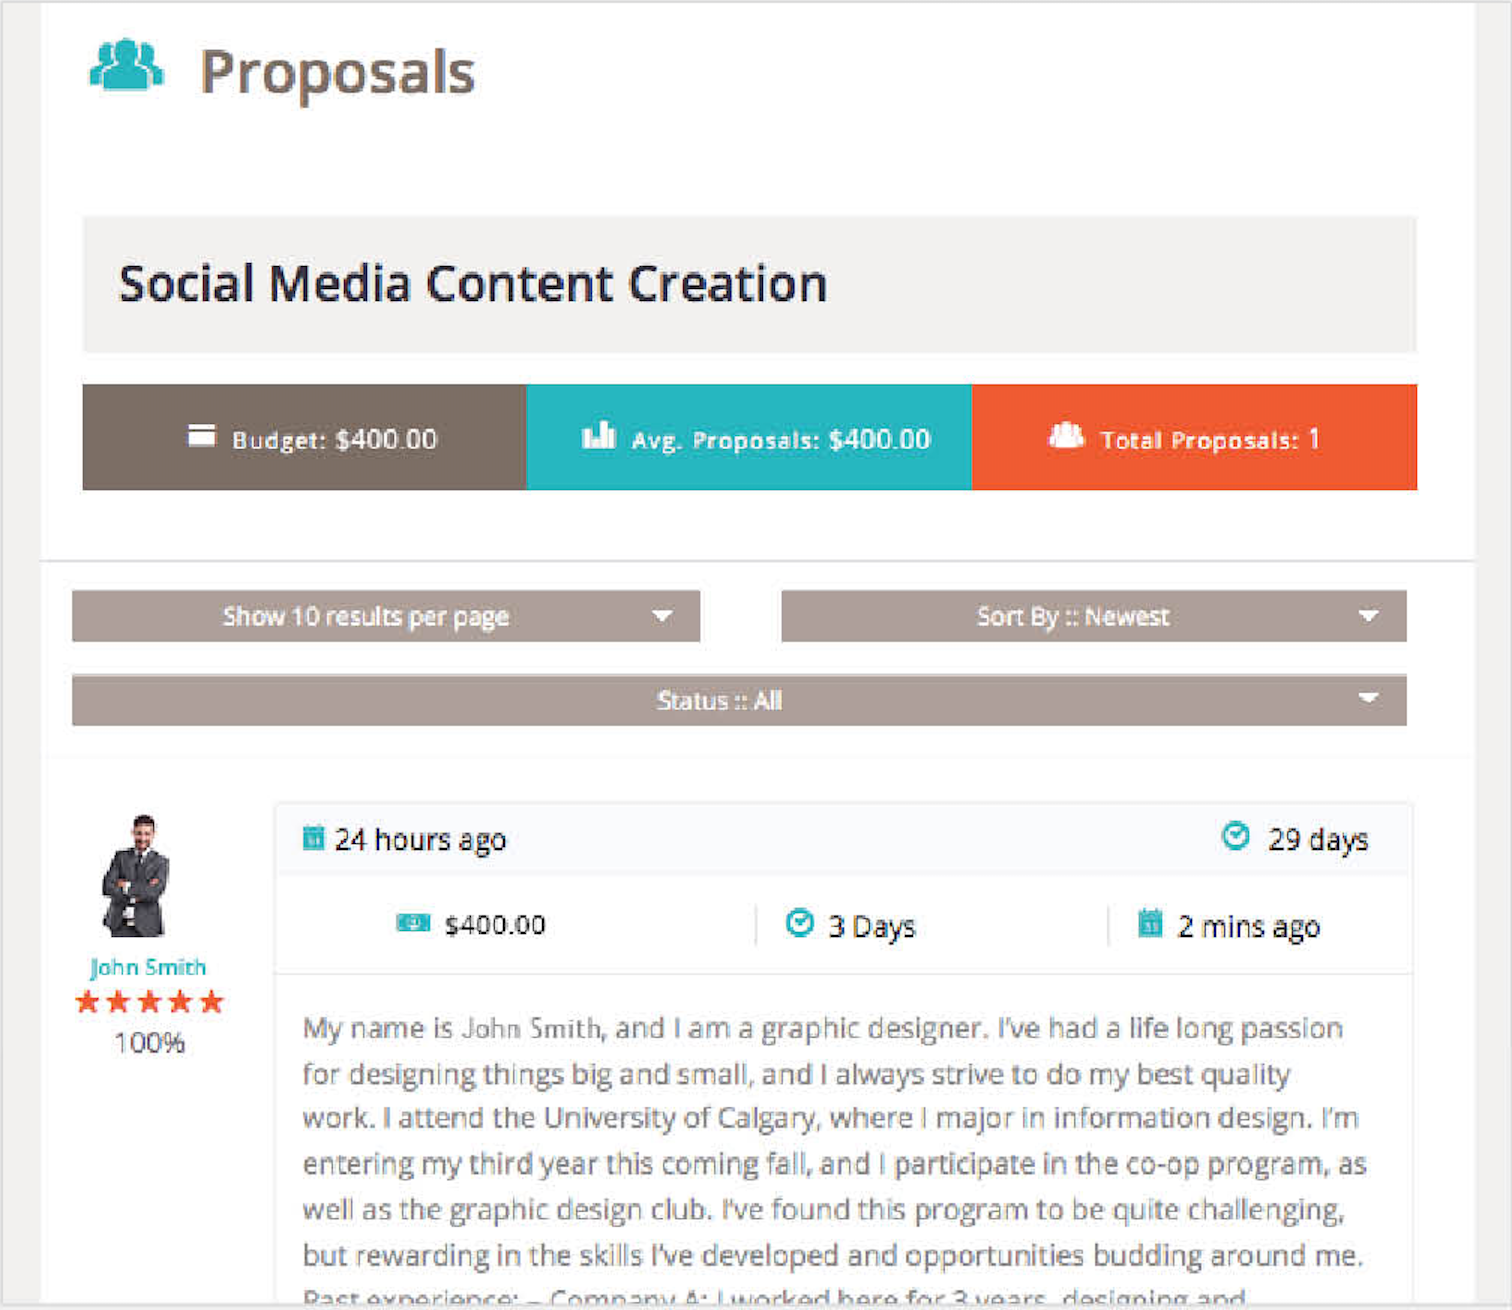 Proposals
Social Media Content Creation
Budget: $400.00
Avg. Proposals: $400.00
Total Proposals: 1
Show 10 results per page
Sort By :: Newest
Status :: All
24 hours ago
29 days
$400.00
3 Days
2 mins ago
John Smith
100%
My name is John Smith, and I am a graphic designer. I've had a life long passion
for designing things big and small, and I always strive to do my best quality
work. I attend the University of Calgary, where I major in information design. I'm
entering my third year this coming fall, and I participate in the co-op program, as
well as the graphic design club. I've found this program to be quite challenging,
but rewarding in the skills I've developed and opportunities budding around me.
Past experience: – Company A: I worked here for 3 years, designing and